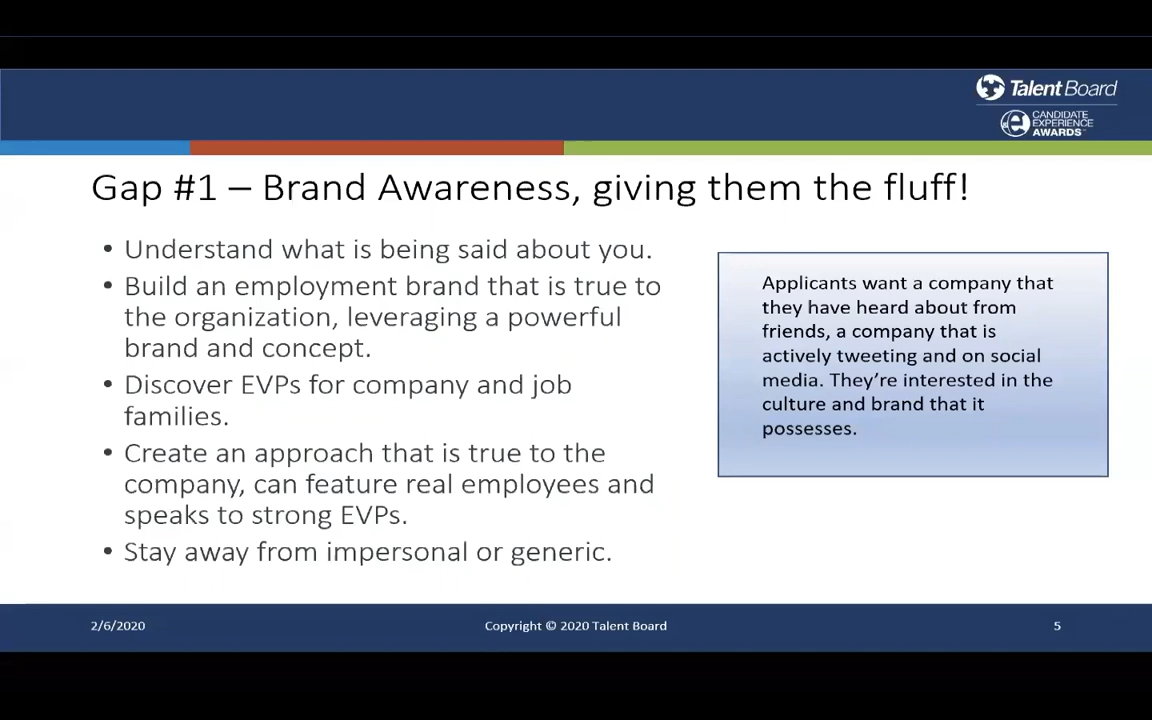 Talent Board
CANDIDATE
EXPERIENCE
AWARDS
Gap #1 – Brand Awareness, giving them the fluff!
• Understand what is being said about you.
• Build an employment brand that is true to
the organization, leveraging a powerful
brand and concept.
• Discover EVPs for company and job
families.
• Create an approach that is true to the
company, can feature real employees and
speaks to strong EVPs.
• Stay away from impersonal or generic.
Applicants want a company that
they have heard about from
friends, a company that is
actively tweeting and on social
media. They’re interested in the
culture and brand that it
possesses.
2/6/2020
Copyright © 2020 Talent Board
5